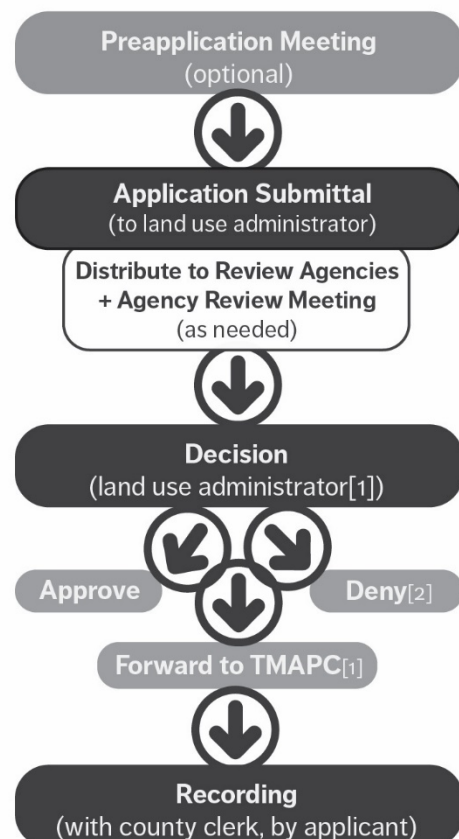 Preapplication Meeting
(optional)
Application Submittal
(to land use administrator)
Distribute to Review Agencies
+ Agency Review Meeting
(as needed)
Decision
(land use administrator[1])
Approve
Deny[2]
Forward to TMAPC[1]
Recording
(with county clerk, by applicant)